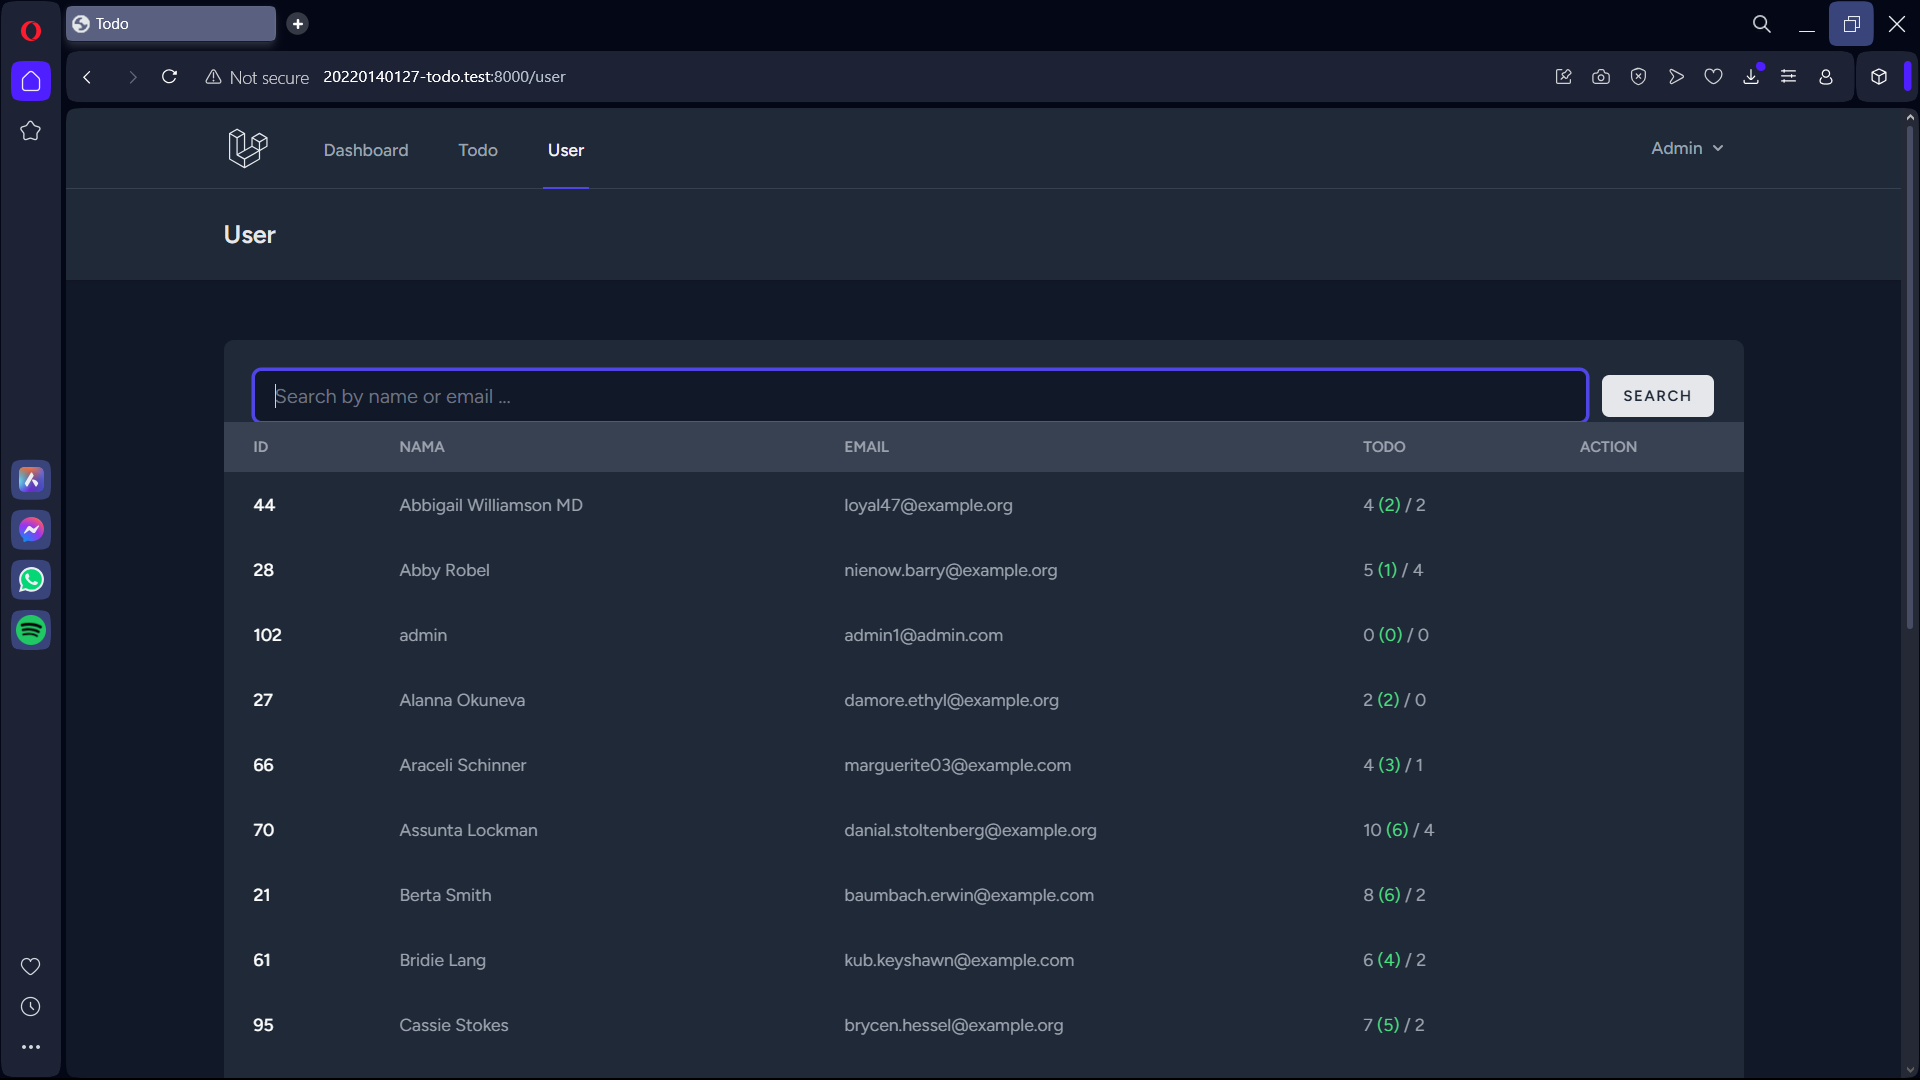 Todo
Not secure 20220140127-todo.test:8000/user
Dashboard Todo User Admin
User
Search by name or email ... SEARCH
ID NAMA EMAIL TODO ACTION
44 Abbigail Williamson MD loyal47@example.org 4 (2) / 2
28 Abby Robel nienow.barry@example.org 5 (1) / 4
102 admin admin1@admin.com 0 (0) / 0
27 Alanna Okuneva damore.ethyl@example.org 2 (2) / 0
66 Araceli Schinner marguerite03@example.com 4 (3) / 1
70 Assunta Lockman danial.stoltenberg@example.org 10 (6) / 4
21 Berta Smith baumbach.erwin@example.com 8 (6) / 2
61 Bridie Lang kub.keyshawn@example.com 6 (4) / 2
95 Cassie Stokes brycen.hessel@example.org 7 (5) / 2